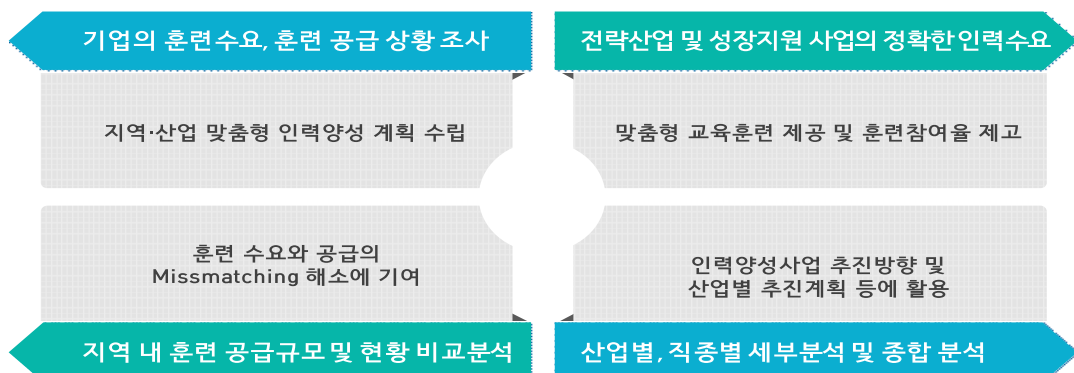 기업의 훈련수요, 훈련 공급 상황 조사
지역·산업 맞춤형 인력양성 계획 수립
전략산업 및 성장지원 사업의 정확한 인력수요
맞춤형 교육훈련 제공 및 훈련참여율 제고
훈련 수요와 공급의
Missmatching 해소에 기여
지역 내 훈련 공급규모 및 현황 비교분석
인력양성사업 추진방향 및
산업별 추진계획 등에 활용
산업별, 직종별 세부분석 및 종합 분석